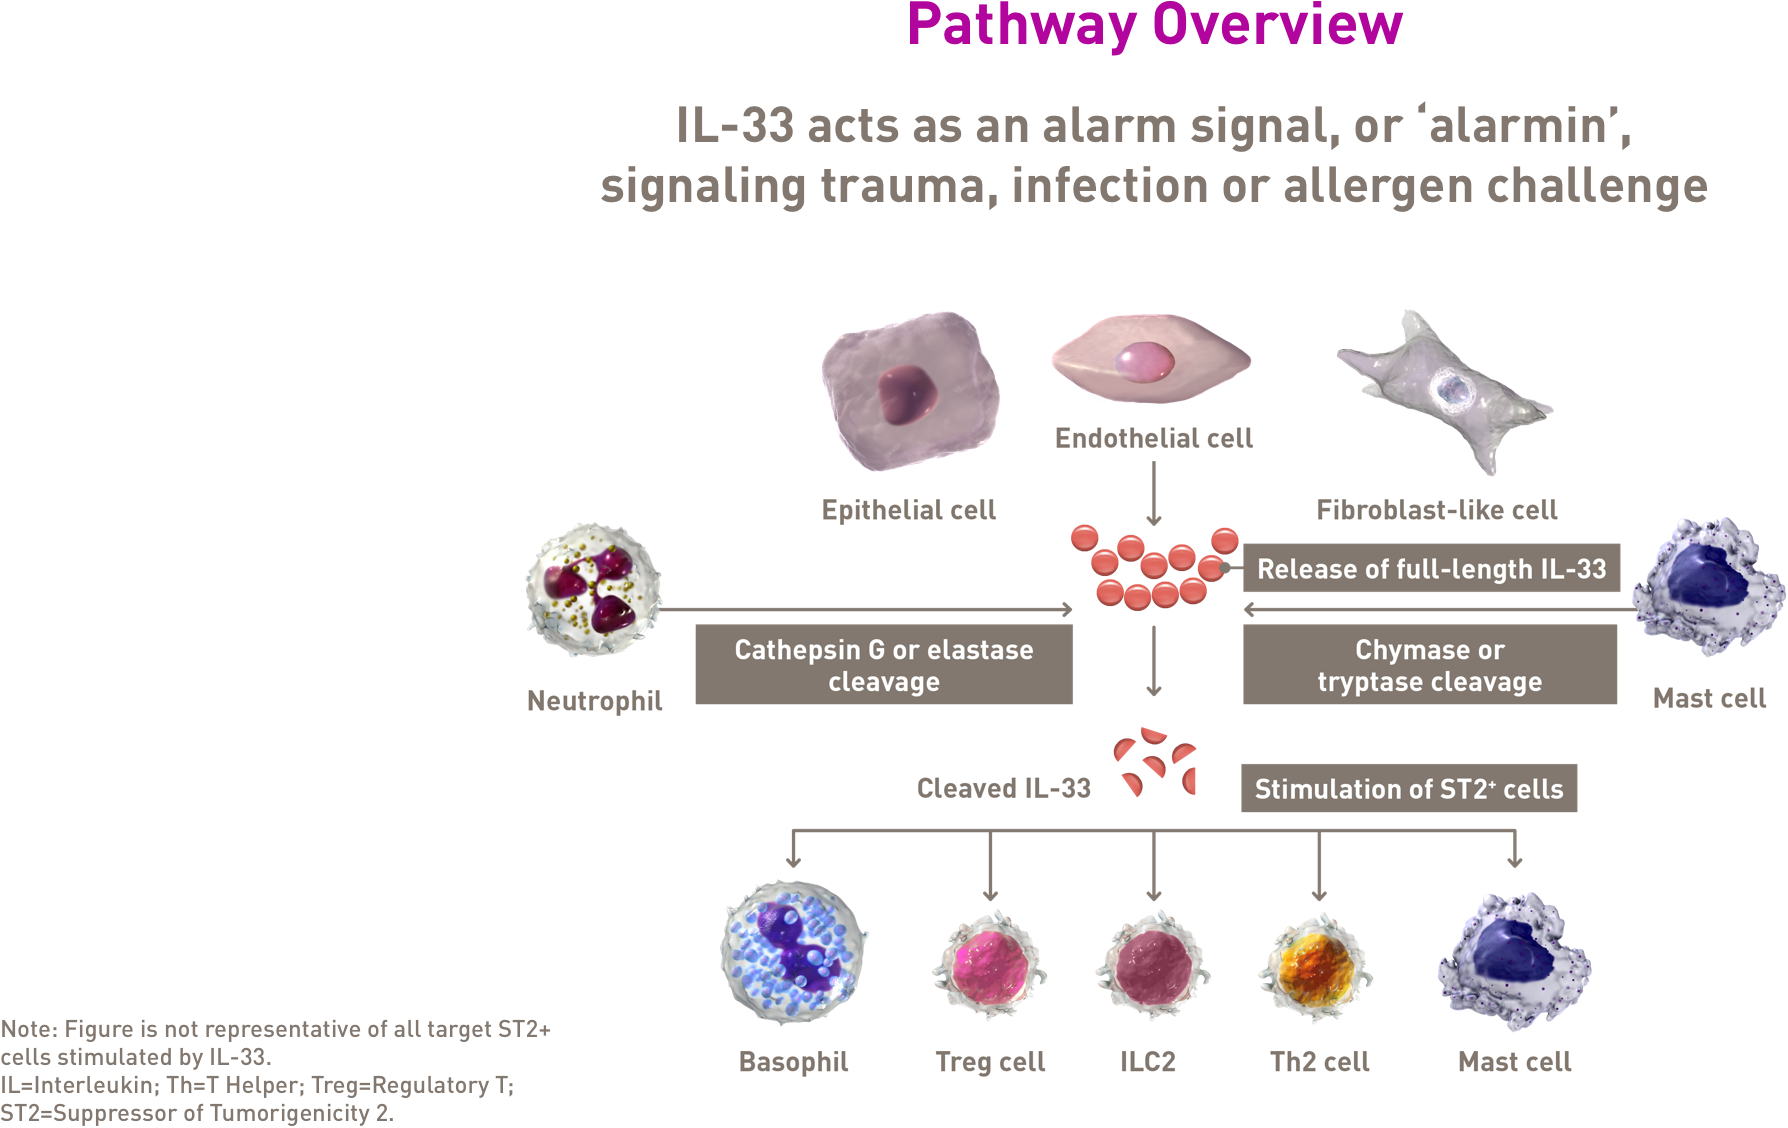 Pathway Overview
IL-33 acts as an alarm signal, or ‘alarmin’,
signaling trauma, infection or allergen challenge
Endothelial cell
Epithelial cell
Fibroblast-like cell
Release of full-length IL-33
Cathepsin G or elastase
cleavage
Chymase or
tryptase cleavage
Neutrophil
Mast cell
Cleaved IL-33
Stimulation of ST2⁺ cells
Basophil
Treg cell
ILC2
Th2 cell
Mast cell
Note: Figure is not representative of all target ST2+
cells stimulated by IL-33.
IL=Interleukin; Th=T Helper; Treg=Regulatory T;
ST2=Suppressor of Tumorigenicity 2.